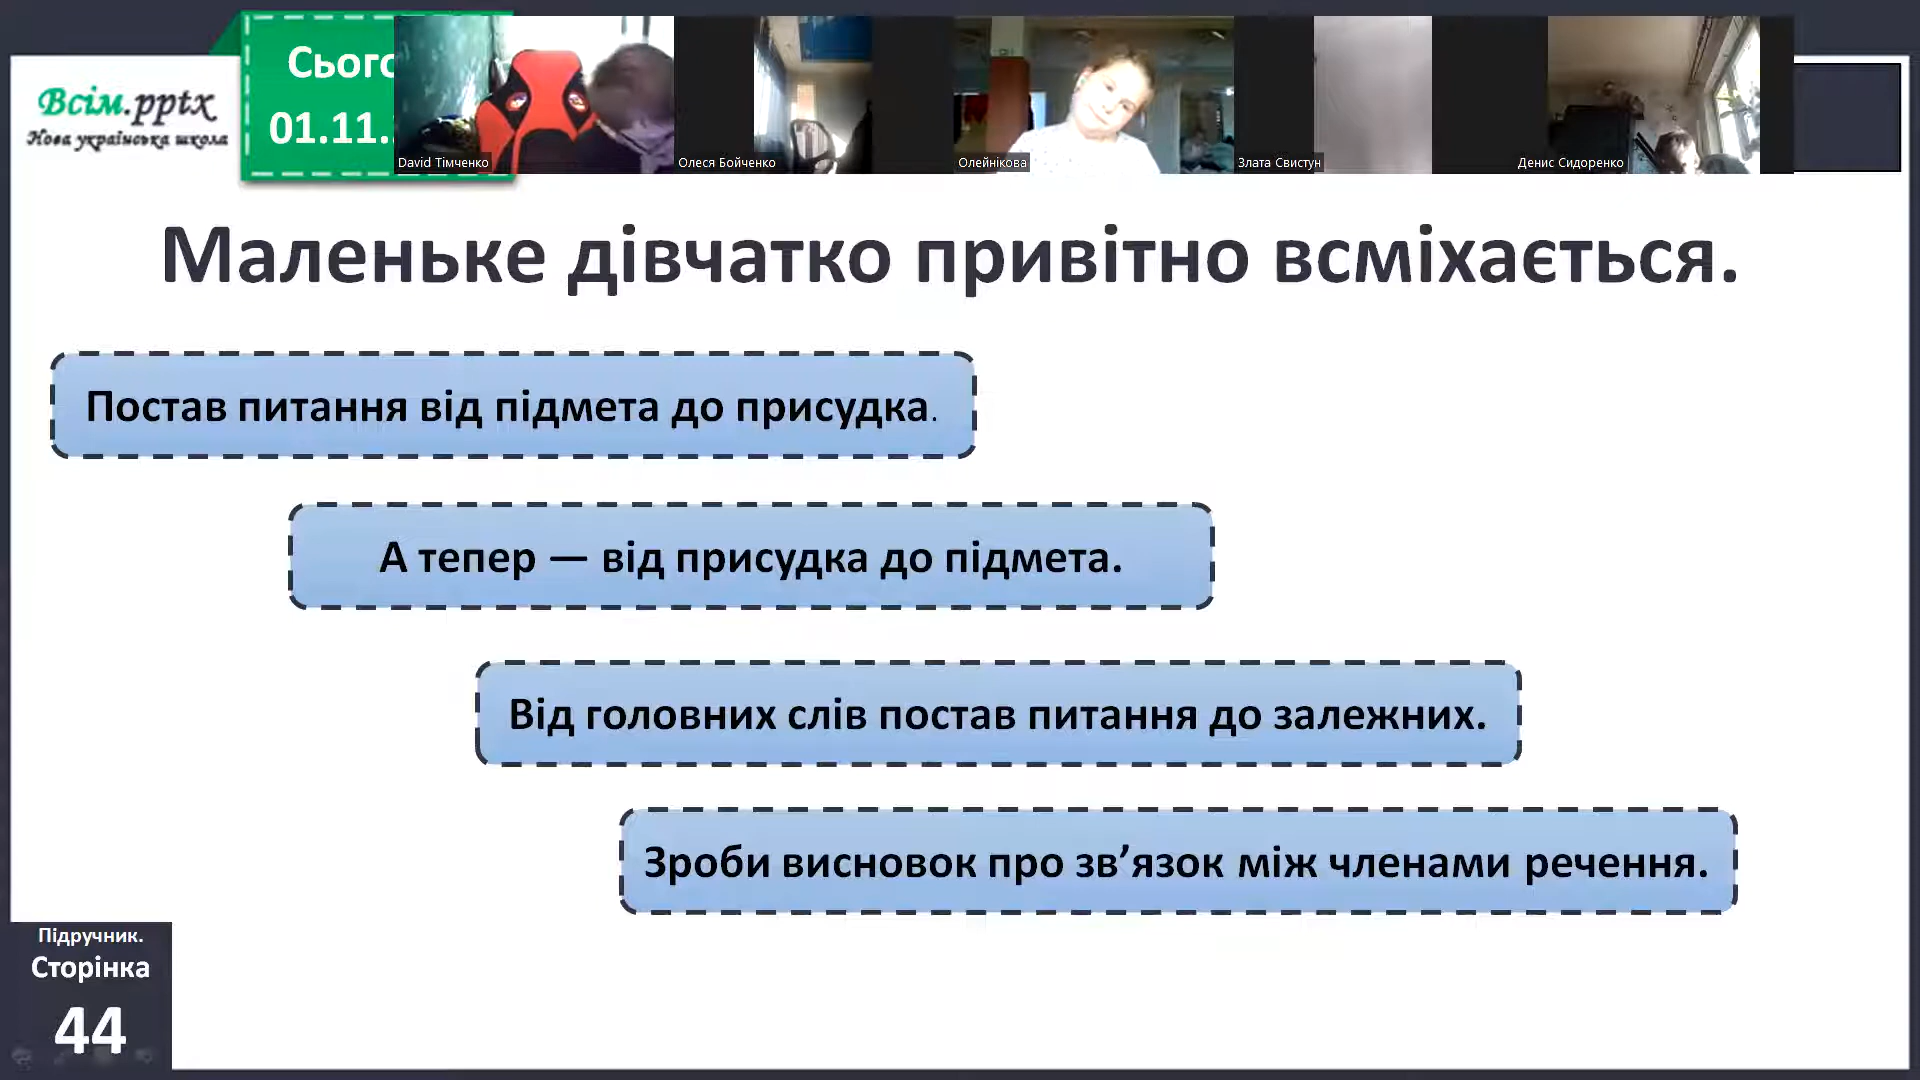 Всім.pptx
Нова українська школа
Сього
01.11.
David Тімченко
Олеся Бойченко
Олейнікова
Злата Свистун
Денис Сидоренко
Маленьке дівчатко привітно всміхається.
Постав питання від підмета до присудка.
А тепер — від присудка до підмета.
Від головних слів постав питання до залежних.
Зроби висновок про зв’язок між членами речення.
Підручник.
Сторінка
44